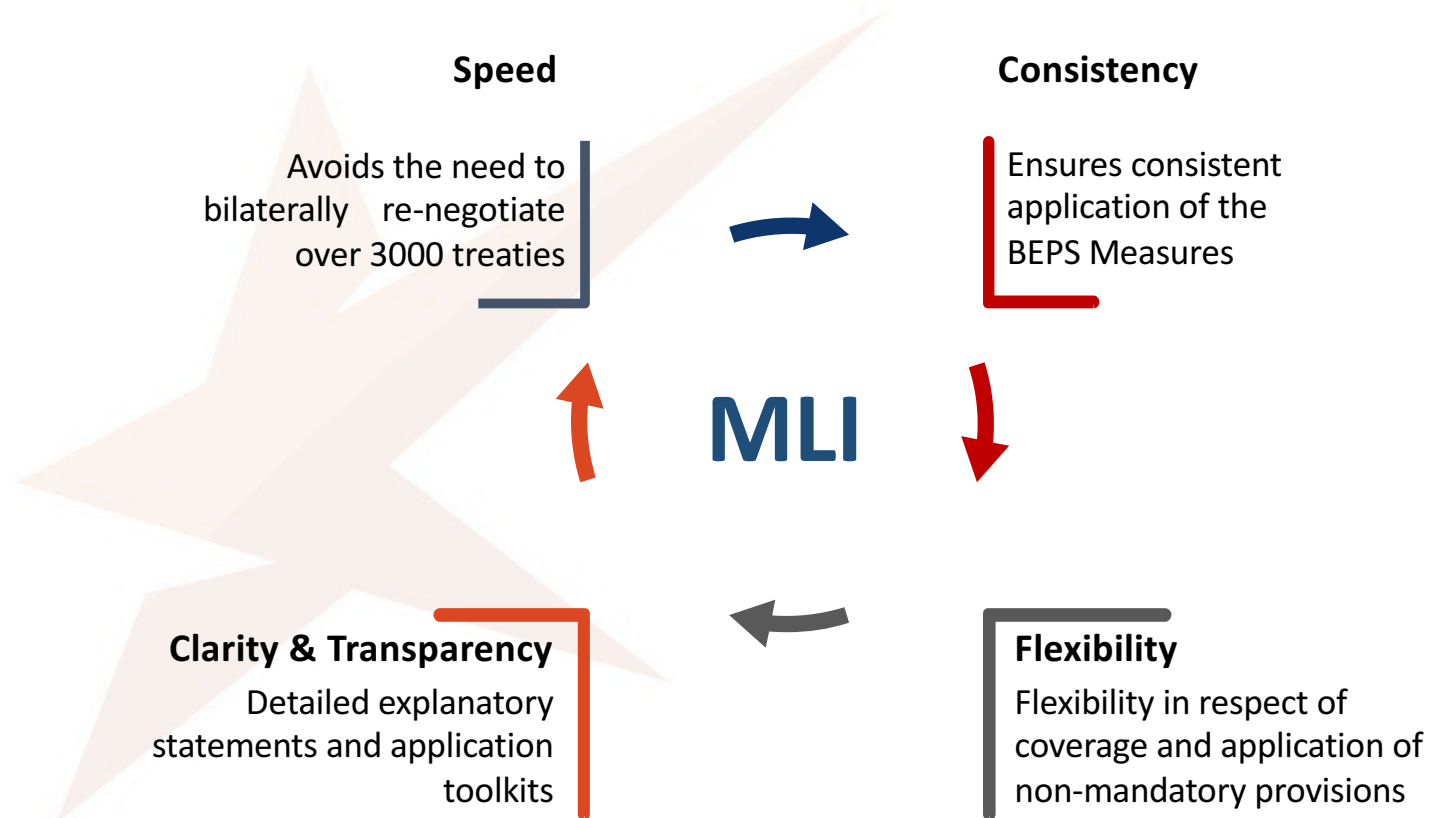 Speed
Avoids the need to
bilaterally re-negotiate
over 3000 treaties
Consistency
Ensures consistent
application of the
BEPS Measures
MLI
Clarity & Transparency
Detailed explanatory
statements and application
toolkits
Flexibility
Flexibility in respect of
coverage and application of
non-mandatory provisions